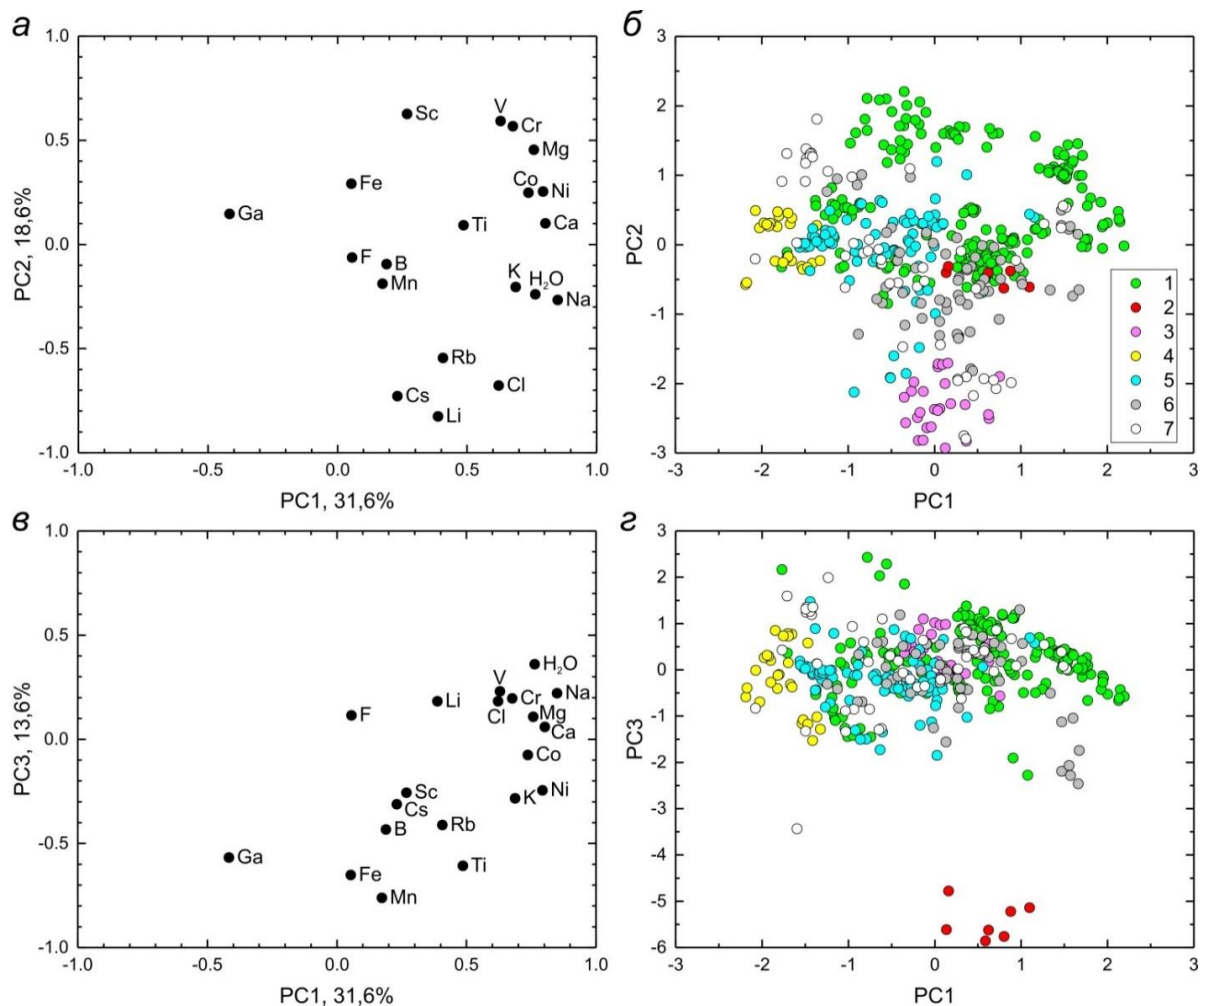 а
1.0
0.5
0.0
-0.5
-1.0
PC2, 18,6%
Sc
V
Cr
Mg
Fe
Co
Ni
Ga
Ti
Ca
F
B
Mn
K
H2O
Na
Rb
Cs
Cl
Li
-1.0 -0.5 0.0 0.5 1.0
PC1, 31,6%
б
3
2
1
0
-1
-2
-3
PC2
1
2
3
4
5
6
7
-3 -2 -1 0 1 2 3
PC1
в
1.0
0.5
0.0
-0.5
-1.0
PC3, 13,6%
H2O
V
Na
Li
Cr
F
Cl
Mg
Ca
Co
Sc
Ni
Cs
K
B
Rb
Ga
Ti
Fe
Mn
-1.0 -0.5 0.0 0.5 1.0
PC1, 31,6%
г
3
2
1
0
-1
-2
-3
-4
-5
-6
PC3
-3 -2 -1 0 1 2 3
PC1